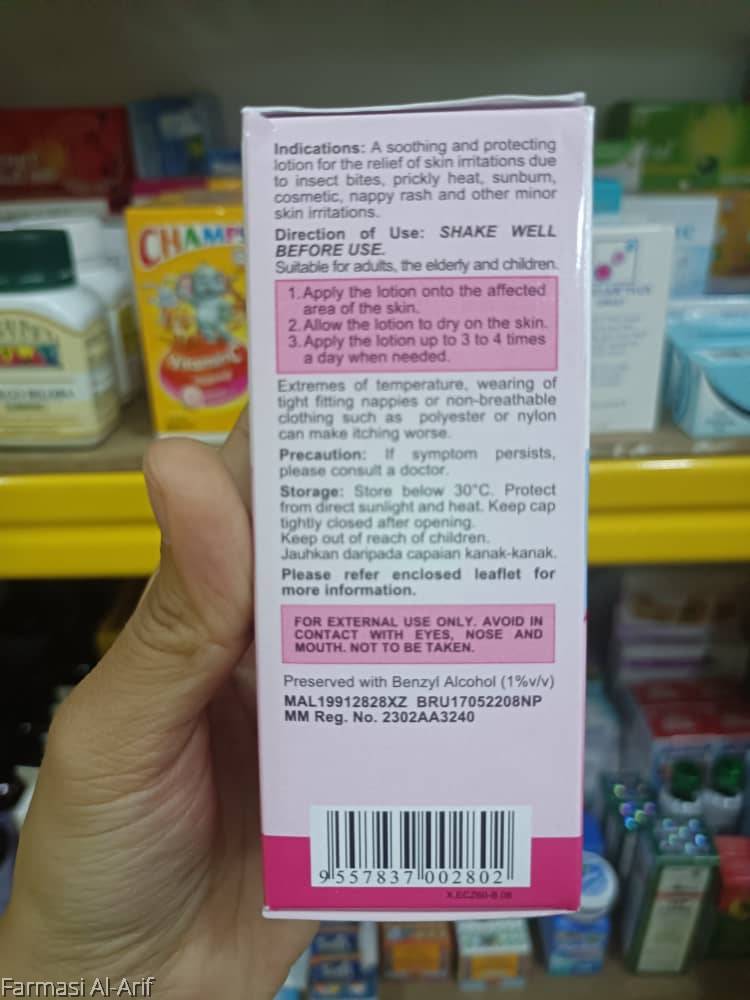 Indications: A soothing and protecting
lotion for the relief of skin irritations due
to insect bites, prickly heat, sunburn,
cosmetic, nappy rash and other minor
skin irritations.
Direction of Use: SHAKE WELL
BEFORE USE.
Suitable for adults, the elderly and children.
1. Apply the lotion onto the affected
area of the skin.
2. Allow the lotion to dry on the skin.
3. Apply the lotion up to 3 to 4 times
a day when needed.
Extremes of temperature, wearing of
tight fitting nappies or non-breathable
clothing such as polyester or nylon
can make itching worse.
Precaution: If symptom persists,
please consult a doctor.
Storage: Store below 30°C. Protect
from direct sunlight and heat. Keep cap
tightly closed after opening.
Keep out of reach of children.
Jauhkan daripada capaian kanak-kanak.
Please refer enclosed leaflet for
more information.
FOR EXTERNAL USE ONLY. AVOID IN
CONTACT WITH EYES, NOSE AND
MOUTH. NOT TO BE TAKEN.
Preserved with Benzyl Alcohol (1%v/v)
MAL19912828XZ BRU17052208NP
MM Reg. No. 2302AA3240
9 557837 002802
CHAMP
Vitamin C
Farmasi Al-Arif